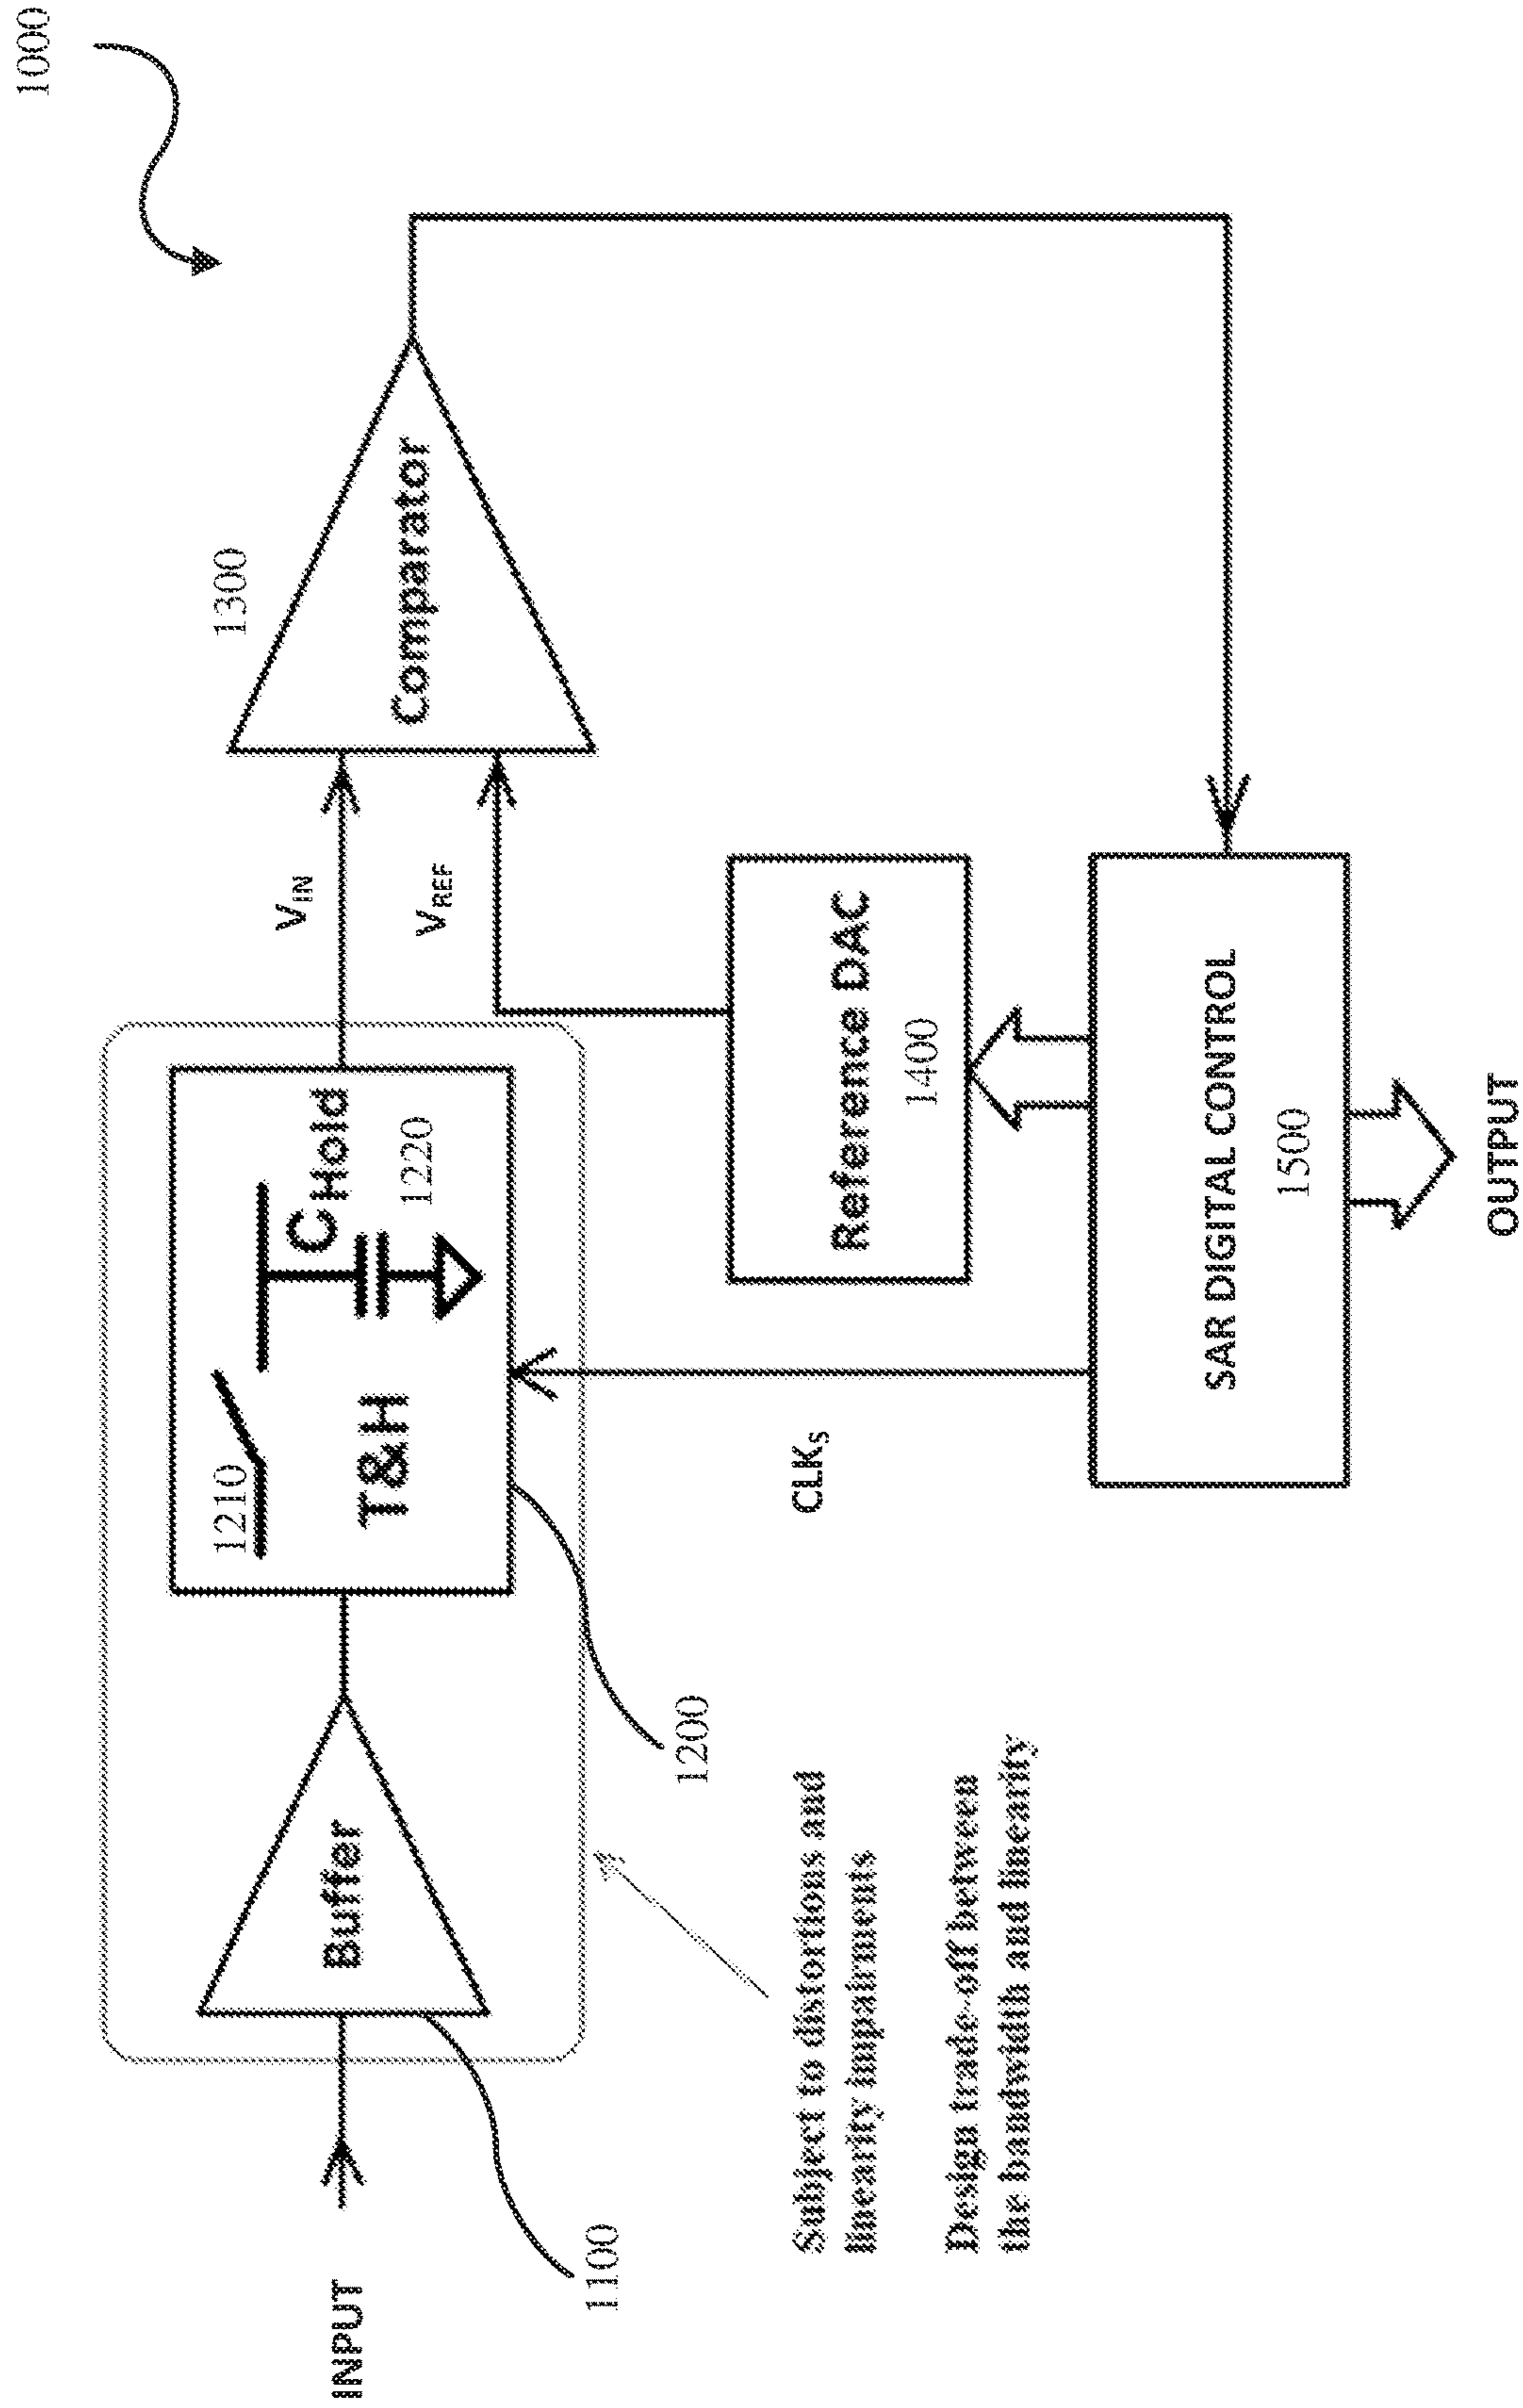 1000
1300
1210
C_Hold
1220
T&H
Buffer
INPUT
V_IN
V_REF
Comparator
1100
1200
CLK_S
Reference DAC
1400
Subject to distortions and
linearity impairments
Design trade-off between
the bandwidth and linearity
SAR DIGITAL CONTROL
1500
OUTPUT